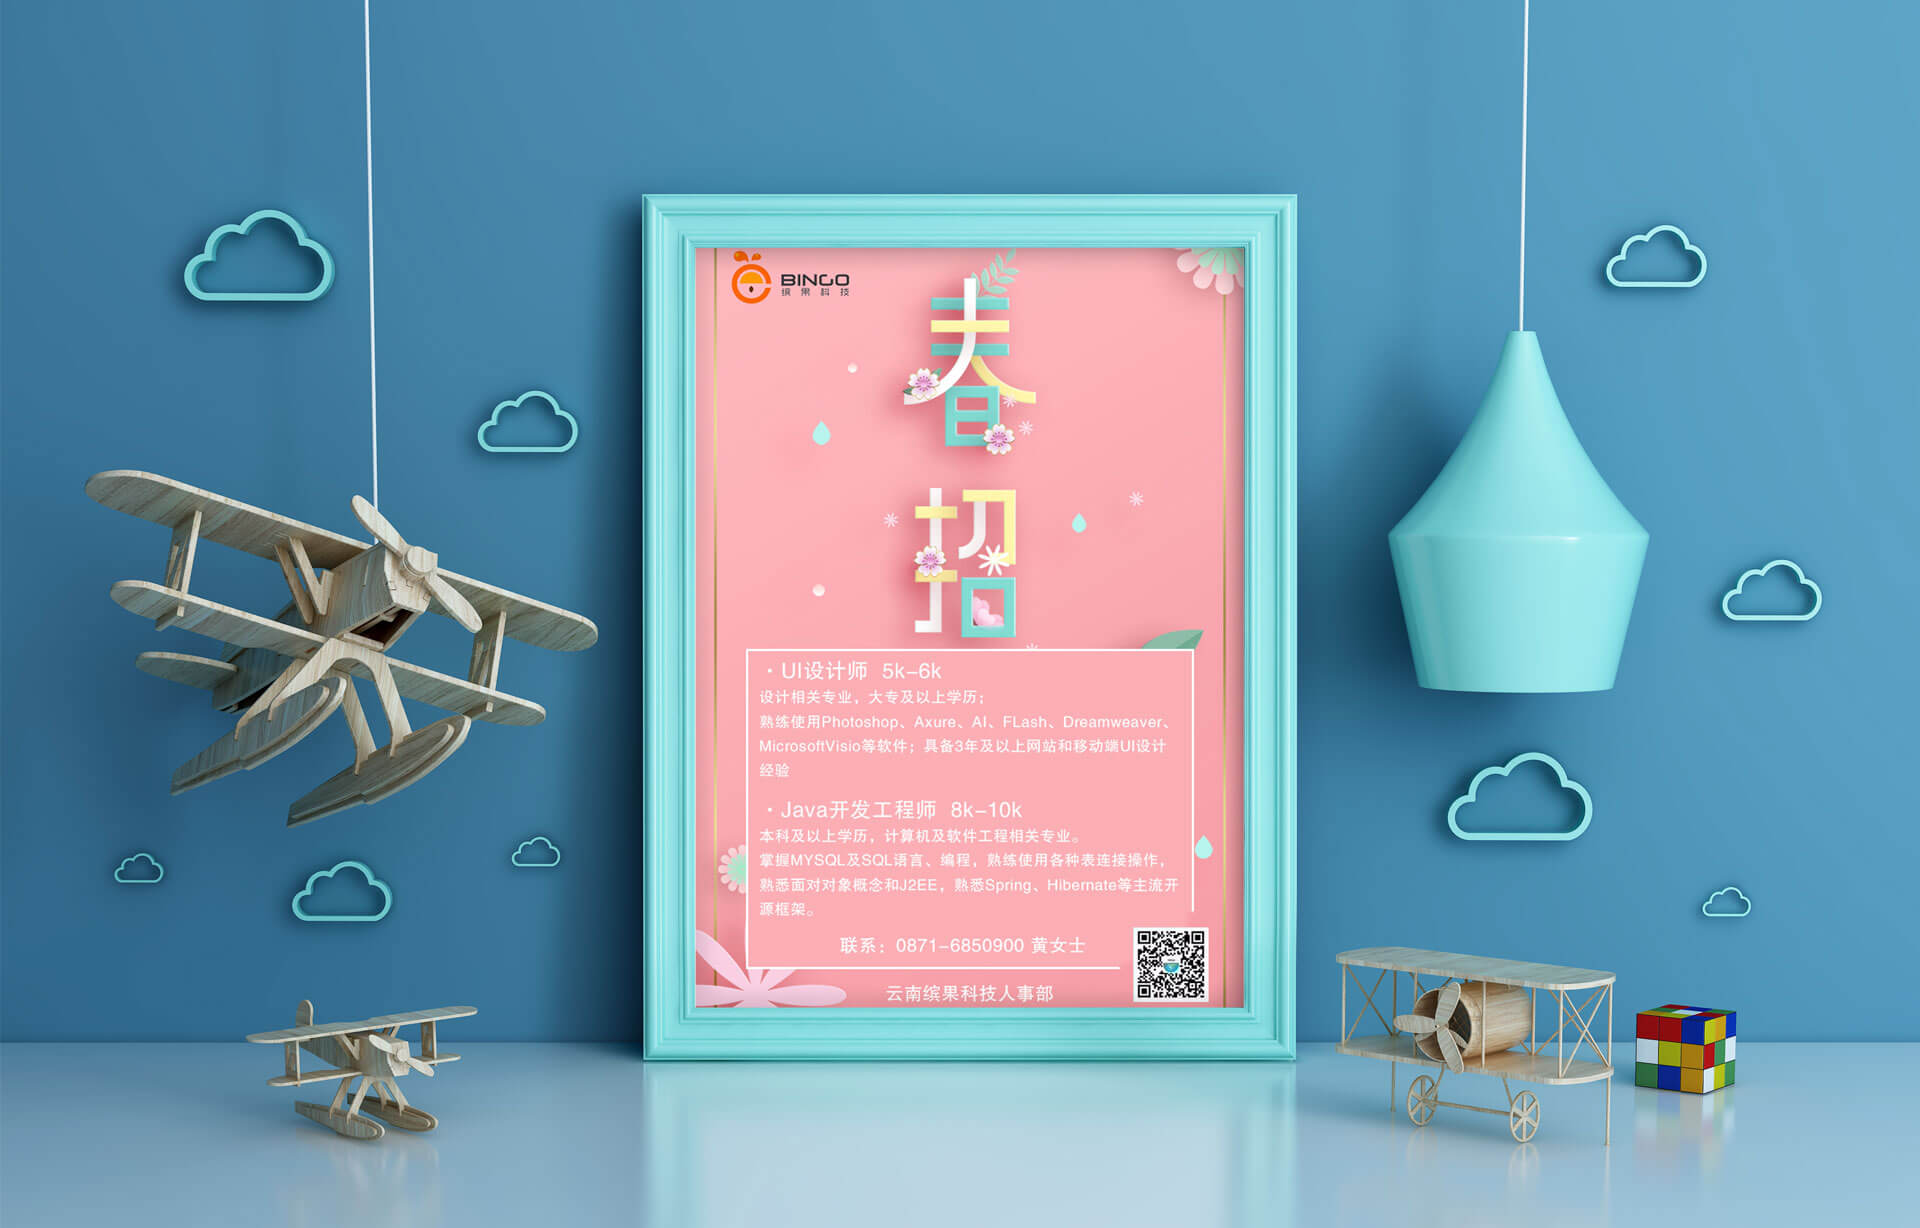 BINGO
缤果科技
春
招
·UI设计师 5k-6k
设计相关专业，大专及以上学历；
熟练使用Photoshop、Axure、AI、FLash、Dreamweaver、
MicrosoftVisio等软件；具备3年及以上网站和移动端UI设计
经验
·Java开发工程师 8k-10k
本科及以上学历，计算机及软件工程相关专业。
掌握MYSQL及SQL语言、编程，熟练使用各种表连接操作，
熟悉面对对象概念和J2EE，熟悉Spring、Hibernate等主流开
源框架。
联系：0871-6850900 黄女士
云南缤果科技人事部